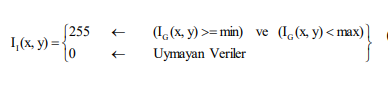 I₁(x, y) = {255 ← (I_G(x, y) >= min) ve (I_G(x, y) < max)}
{0 ← Uymayan Veriler}